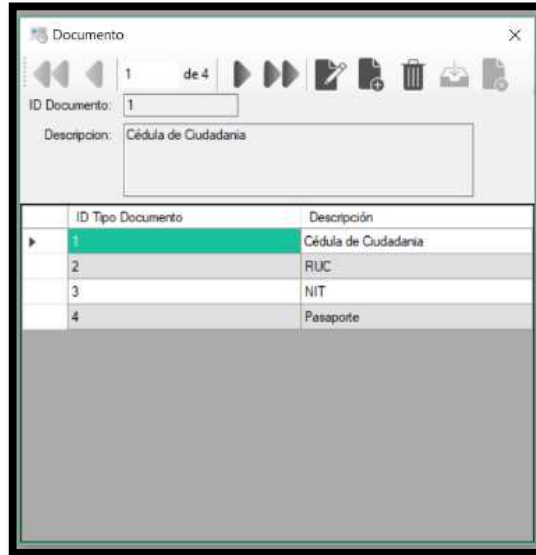 Documento
1 de 4
ID Documento: 1
Descripcion: Cédula de Ciudadania
ID Tipo Documento Descripción
1 Cédula de Ciudadania
2 RUC
3 NIT
4 Pasaporte